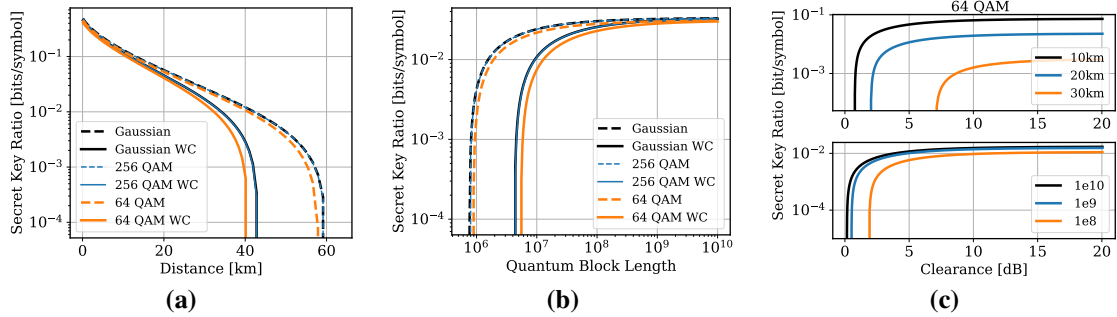 Secret Key Ratio [bits/symbol]
10⁻¹
10⁻²
10⁻³
10⁻⁴
Gaussian
Gaussian WC
256 QAM
256 QAM WC
64 QAM
64 QAM WC
0
20
40
60
Distance [km]
(a)
Secret Key Ratio [bits/symbol]
10⁻²
10⁻³
10⁻⁴
Gaussian
Gaussian WC
256 QAM
256 QAM WC
64 QAM
64 QAM WC
10⁶
10⁷
10⁸
10⁹
10¹⁰
Quantum Block Length
(b)
64 QAM
Secret Key Ratio [bits/symbol]
10⁻¹
10⁻³
10km
20km
30km
0
5
10
15
20
10⁻²
10⁻⁴
1e10
1e9
1e8
0
5
10
15
20
Clearance [dB]
(c)